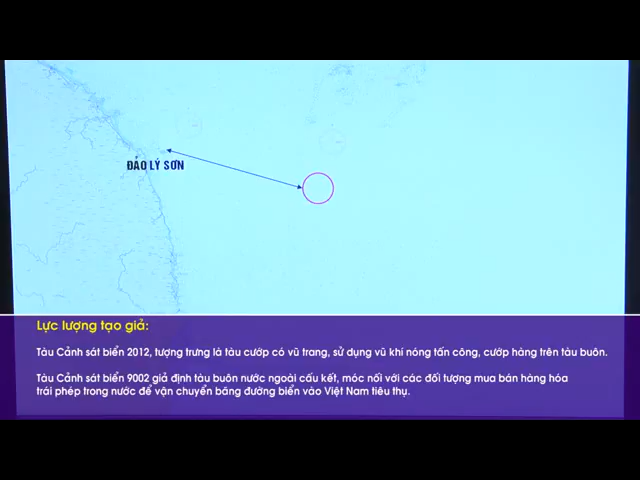 ĐẢO LÝ SƠN
Lực lượng tạo giả:
Tàu Cảnh sát biển 2012, tượng trưng là tàu cướp có vũ trang, sử dụng vũ khí nóng tấn công, cướp hàng trên tàu buôn.
Tàu Cảnh sát biển 9002 giả định tàu buôn nước ngoài cấu kết, móc nối với các đối tượng mua bán hàng hóa
trái phép trong nước để vận chuyển bằng đường biển vào Việt Nam tiêu thụ.